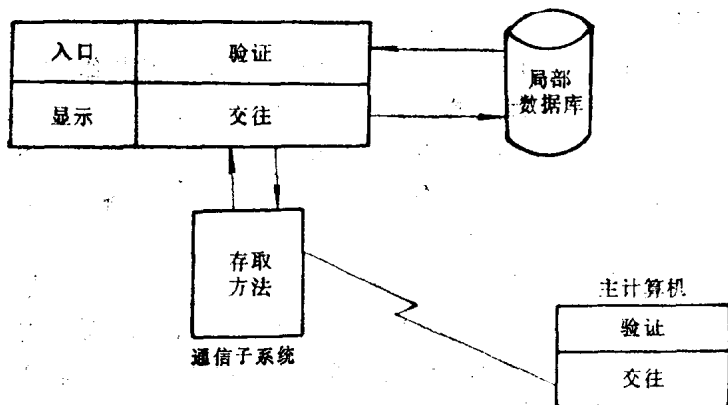 入口 验证
显示 交往
局部
数据库
存取
方法
通信子系统
主计算机
验证
交往